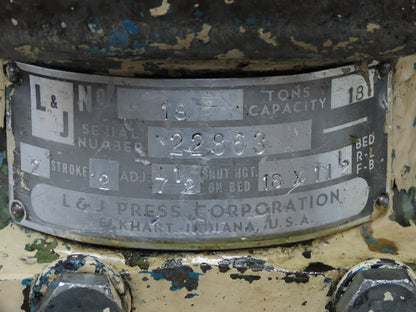 L & J No 18 TONS CAPACITY 18
SERIAL NUMBER 22863
2 STROKE 2 ADJ. 7 1/2 SHUT HGT. ON BED 18 X 11 1/2 BED R-L F-B
L & J PRESS CORPORATION
ELKHART, INDIANA, U.S.A.